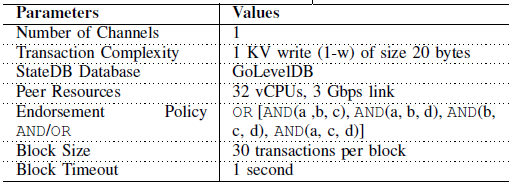 Parameters Values
Number of Channels 1
Transaction Complexity 1 KV write (1-w) of size 20 bytes
StateDB Database GoLevelDB
Peer Resources 32 vCPUs, 3 Gbps link
Endorsement Policy OR [AND(a ,b, c), AND(a, b, d), AND(b,
AND/OR c, d), AND(a, c, d)]
Block Size 30 transactions per block
Block Timeout 1 second